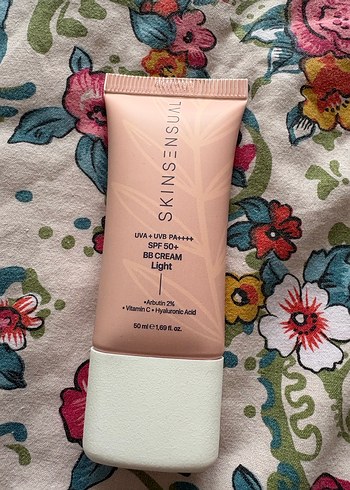 SKINSENSUAL
UVA + UVB PA++++
SPF 50+
BB CREAM
Light
•Arbutin 2%
• Vitamin C • Hyaluronic Acid
50 ml ℮ 1.69 fl. oz.